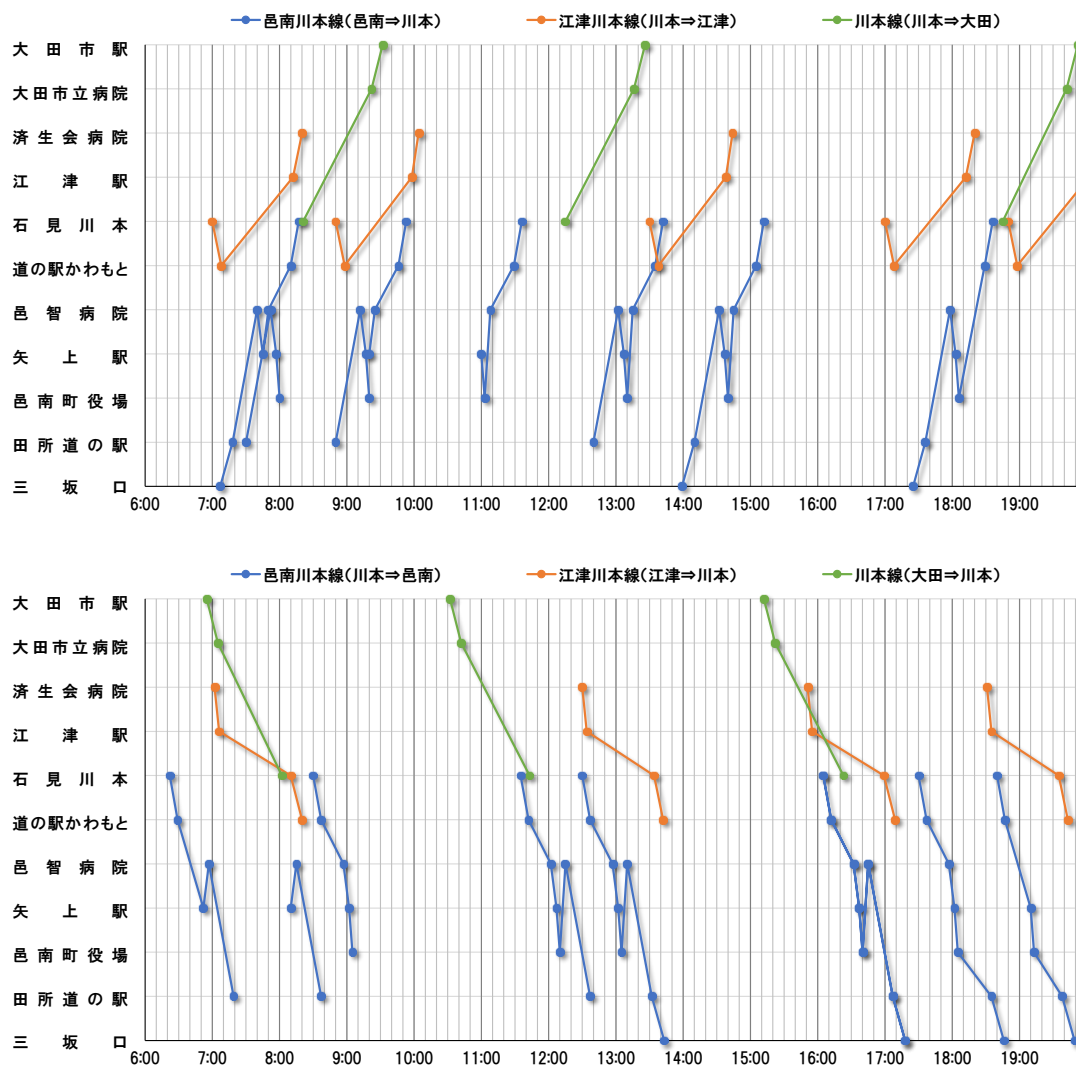 邑南川本線(邑南⇒川本) 江津川本線(川本⇒江津) 川本線(川本⇒大田)
大田市駅
大田市立病院
済生会病院
江津駅
石見川本
道の駅かわもと
邑智病院
矢上駅
邑南町役場
田所道の駅
三坂口
6:00 7:00 8:00 9:00 10:00 11:00 12:00 13:00 14:00 15:00 16:00 17:00 18:00 19:00
邑南川本線(川本⇒邑南) 江津川本線(江津⇒川本) 川本線(大田⇒川本)
大田市駅
大田市立病院
済生会病院
江津駅
石見川本
道の駅かわもと
邑智病院
矢上駅
邑南町役場
田所道の駅
三坂口
6:00 7:00 8:00 9:00 10:00 11:00 12:00 13:00 14:00 15:00 16:00 17:00 18:00 19:00